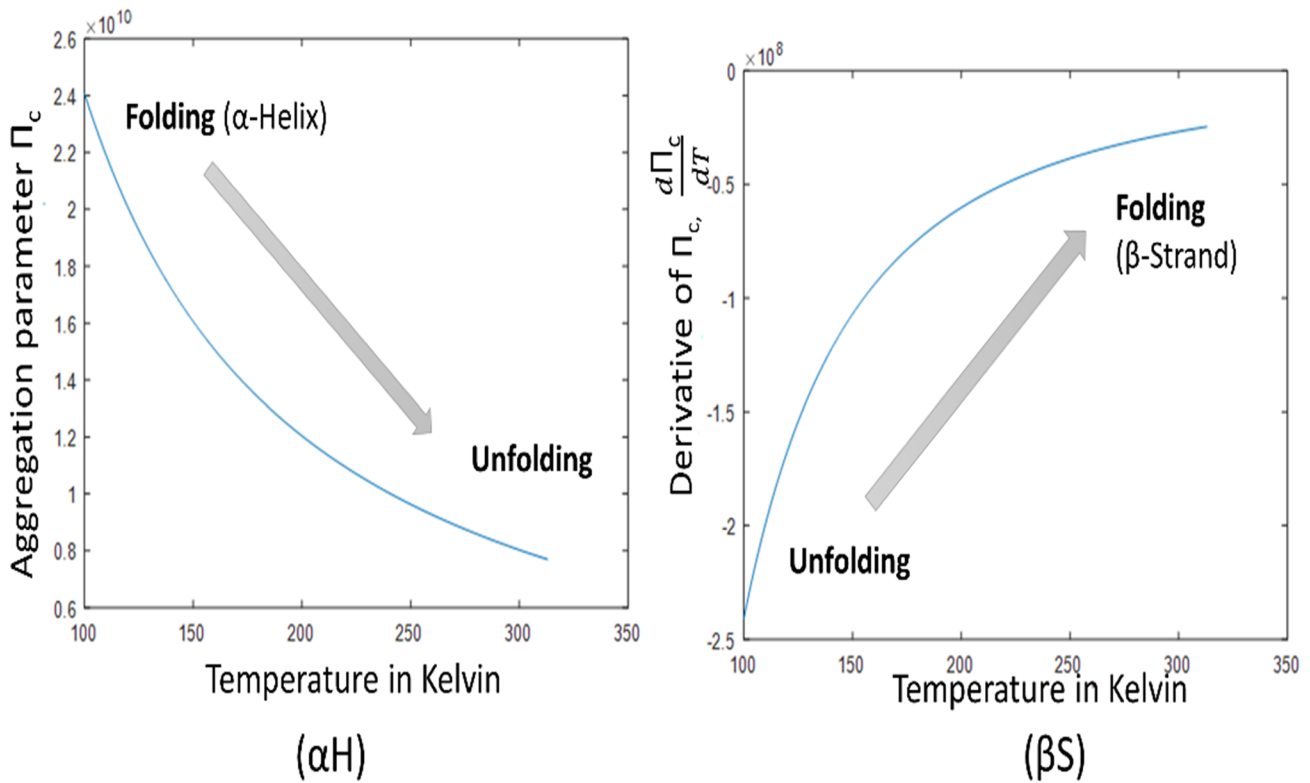 ×10^10
2.6
2.4
2.2
2
1.8
1.6
1.4
1.2
1
0.8
0.6
100
150
200
250
300
350
Aggregation parameter Π_c
Folding (α-Helix)
Unfolding
Temperature in Kelvin
(αH)
×10^8
0
-0.5
-1
-1.5
-2
-2.5
100
150
200
250
300
350
Derivative of Π_c, dΠ_c/dT
Folding
(β-Strand)
Unfolding
Temperature in Kelvin
(βS)